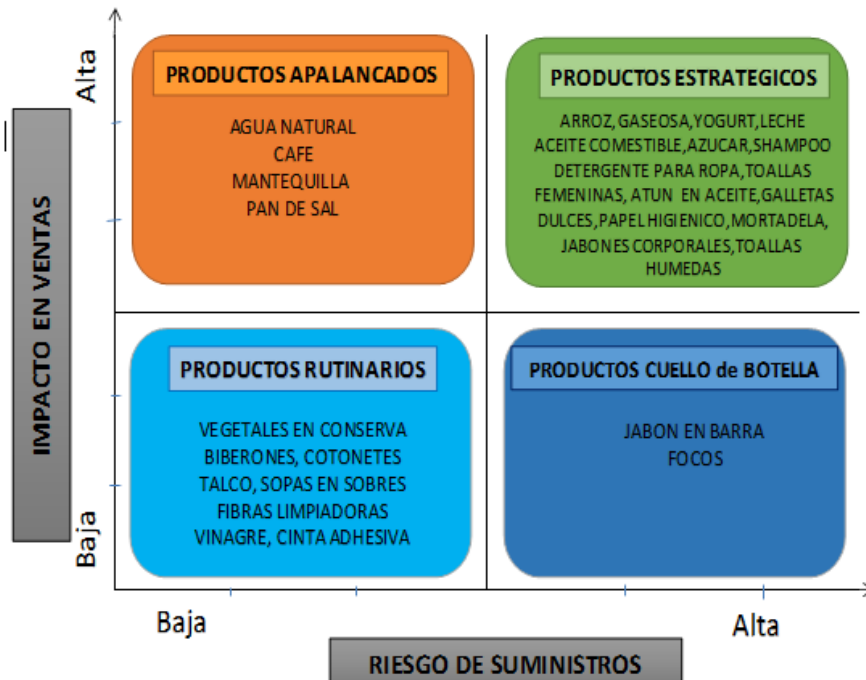 Alta
IMPACTO EN VENTAS
Baja
PRODUCTOS APALANCADOS
AGUA NATURAL
CAFE
MANTEQUILLA
PAN DE SAL
PRODUCTOS ESTRATEGICOS
ARROZ,GASEOSA,YOGURT,LECHE
ACEITE COMESTIBLE,AZUCAR,SHAMPOO
DETERGENTE PARA ROPA,TOALLAS
FEMENINAS, ATUN EN ACEITE,GALLETAS
DULCES,PAPEL HIGIENICO,MORTADELA,
JABONES CORPORALES,TOALLAS
HUMEDAS
PRODUCTOS RUTINARIOS
VEGETALES EN CONSERVA
BIBERONES, COTONETES
TALCO, SOPAS EN SOBRES
FIBRAS LIMPIADORAS
VINAGRE, CINTA ADHESIVA
PRODUCTOS CUELLO de BOTELLA
JABON EN BARRA
FOCOS
Baja
Alta
RIESGO DE SUMINISTROS